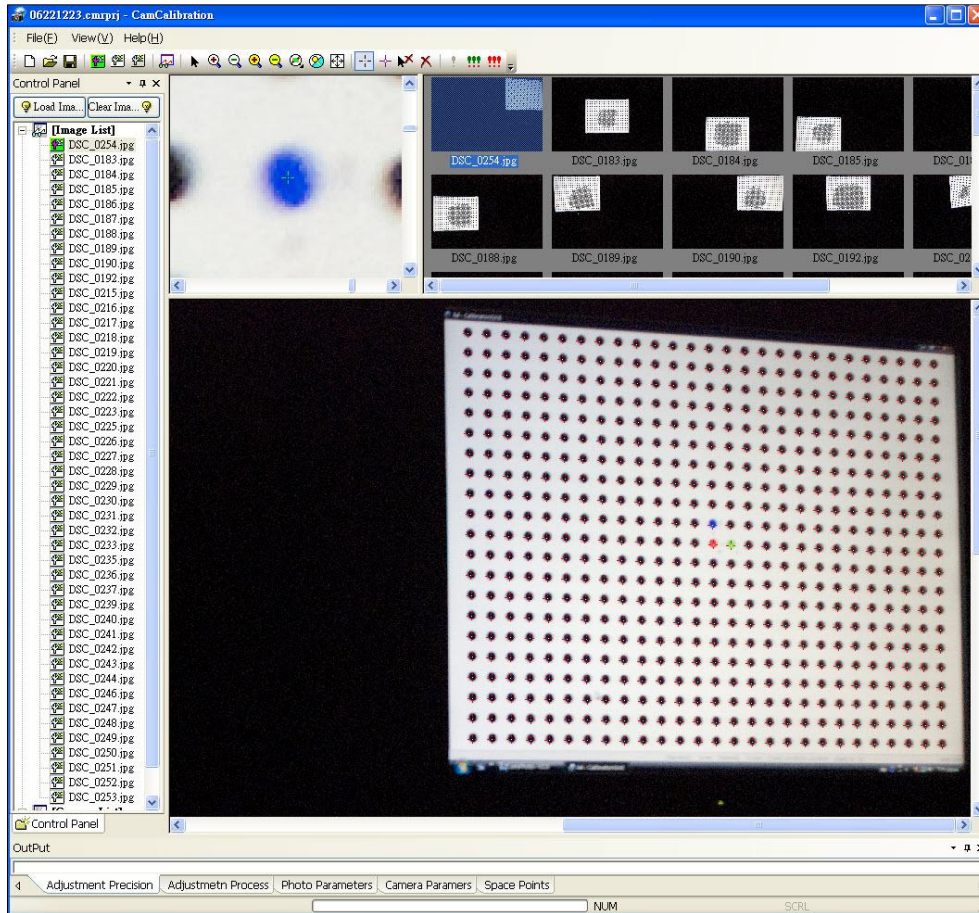 06221223.cmrprj - CamCalibration
File(F) View(V) Help(H)
Control Panel
Load Ima... Clear Ima...
[Image List]
DSC_0254.jpg
DSC_0183.jpg
DSC_0184.jpg
DSC_0185.jpg
DSC_0186.jpg
DSC_0187.jpg
DSC_0188.jpg
DSC_0189.jpg
DSC_0190.jpg
DSC_0192.jpg
DSC_0215.jpg
DSC_0216.jpg
DSC_0217.jpg
DSC_0218.jpg
DSC_0219.jpg
DSC_0220.jpg
DSC_0221.jpg
DSC_0222.jpg
DSC_0223.jpg
DSC_0225.jpg
DSC_0226.jpg
DSC_0227.jpg
DSC_0228.jpg
DSC_0229.jpg
DSC_0230.jpg
DSC_0231.jpg
DSC_0232.jpg
DSC_0233.jpg
DSC_0235.jpg
DSC_0236.jpg
DSC_0237.jpg
DSC_0239.jpg
DSC_0240.jpg
DSC_0241.jpg
DSC_0242.jpg
DSC_0243.jpg
DSC_0244.jpg
DSC_0246.jpg
DSC_0247.jpg
DSC_0248.jpg
DSC_0249.jpg
DSC_0250.jpg
DSC_0251.jpg
DSC_0252.jpg
DSC_0253.jpg
Control Panel
DSC_0254.jpg DSC_0183.jpg DSC_0184.jpg DSC_0185.jpg DSC_01
DSC_0188.jpg DSC_0189.jpg DSC_0190.jpg DSC_0192.jpg DSC_02
OutPut
Adjustment Precision Adjustmetn Process Photo Parameters Camera Paramers Space Points
NUM SCRL